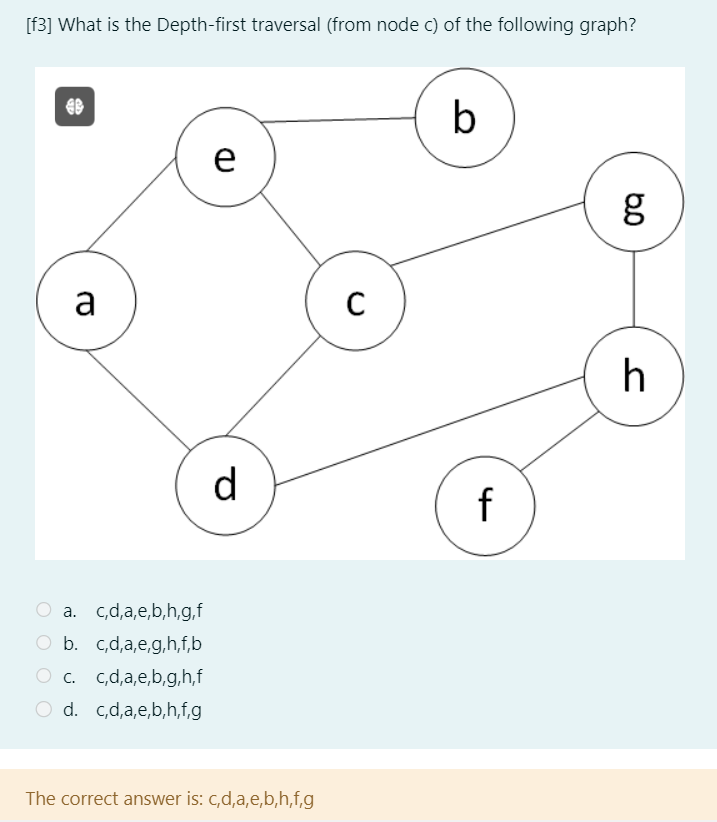 [f3] What is the Depth-first traversal (from node c) of the following graph?
b
e
g
a
c
h
d
f
a. c,d,a,e,b,h,g,f
b. c,d,a,e,g,h,f,b
c. c,d,a,e,b,g,h,f
d. c,d,a,e,b,h,f,g
The correct answer is: c,d,a,e,b,h,f,g